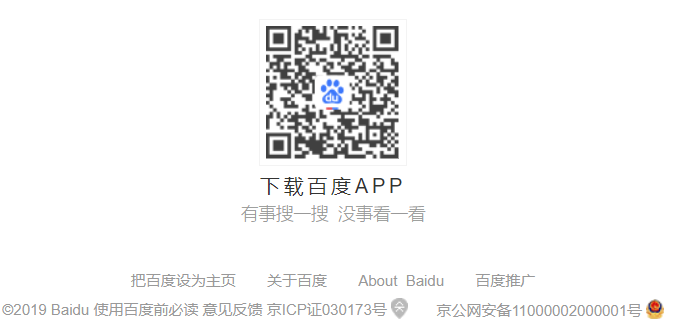 du
下载百度APP
有事搜一搜 没事看一看
把百度设为主页 关于百度 About Baidu 百度推广
©2019 Baidu 使用百度前必读 意见反馈 京ICP证030173号 京公网安备11000002000001号